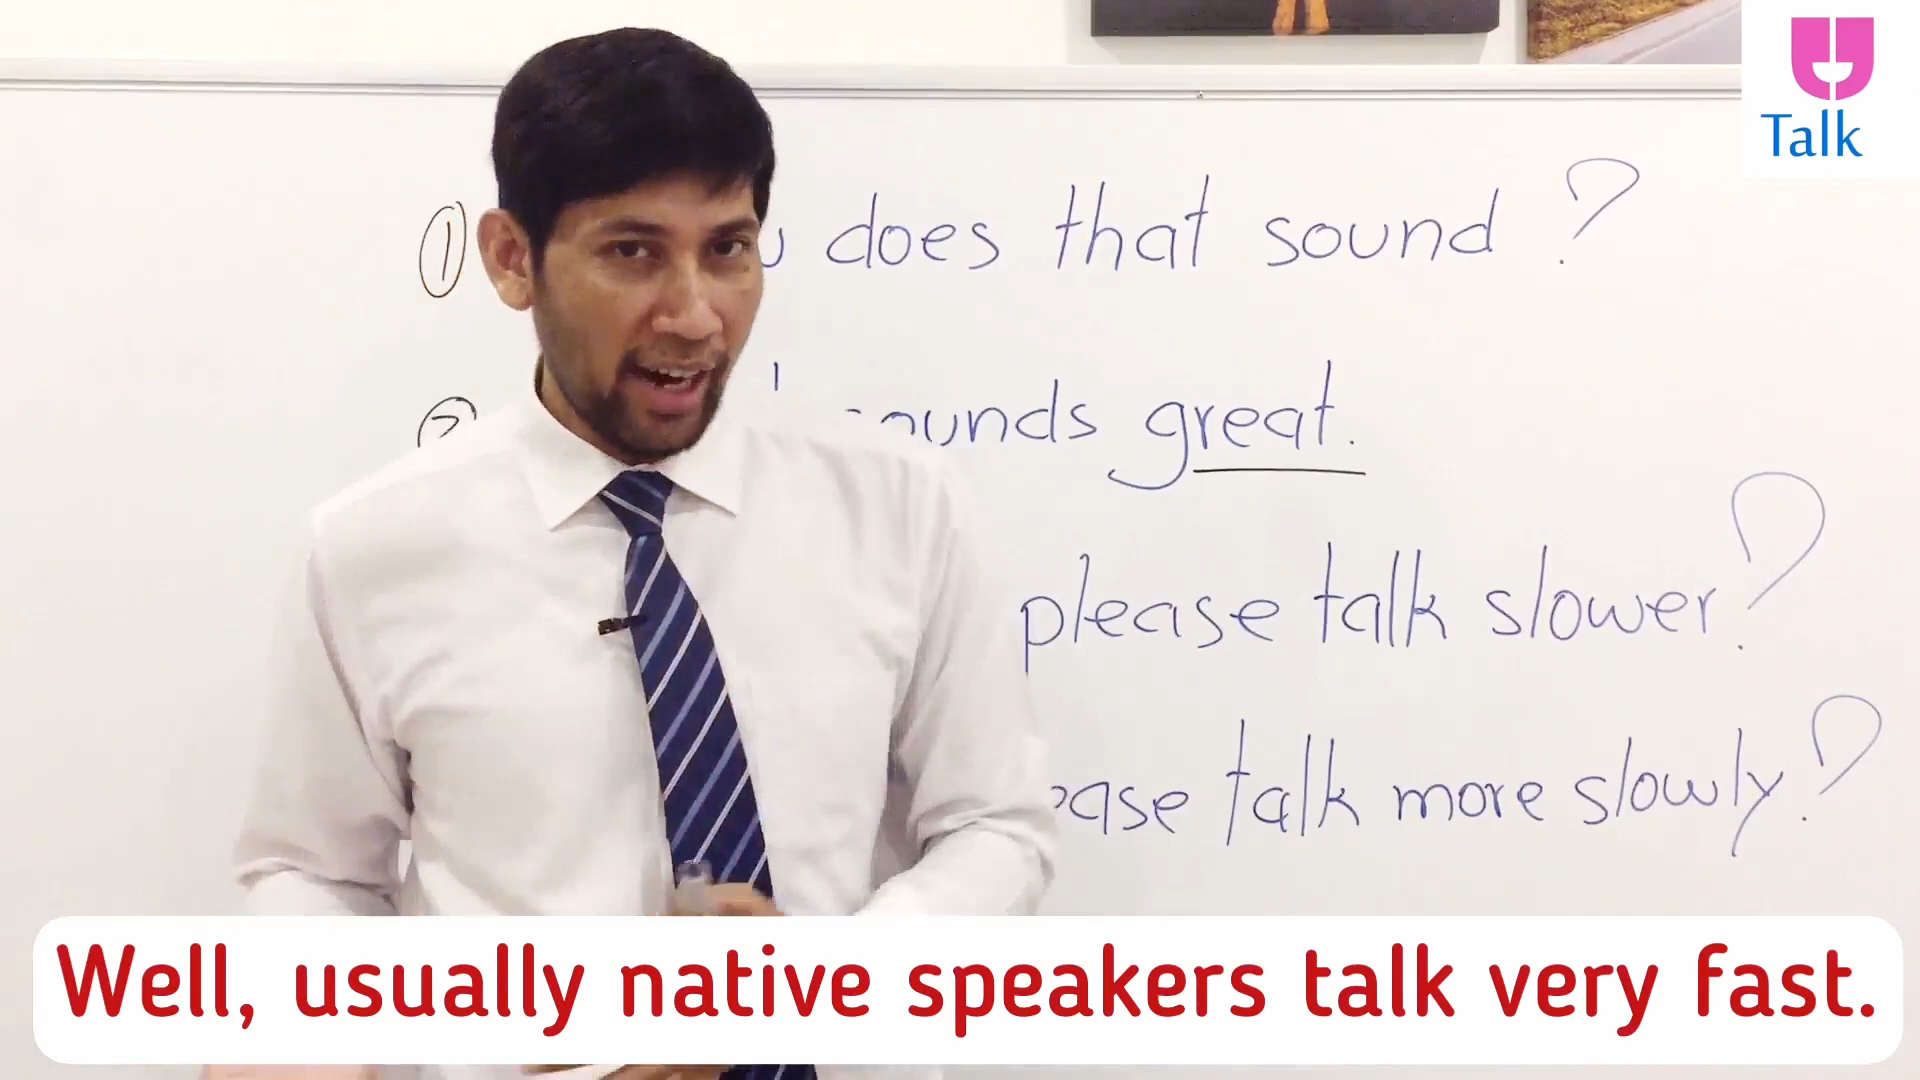 Talk
① does that sound ?
② great.
please talk slower?
talk more slowly?
Well, usually native speakers talk very fast.